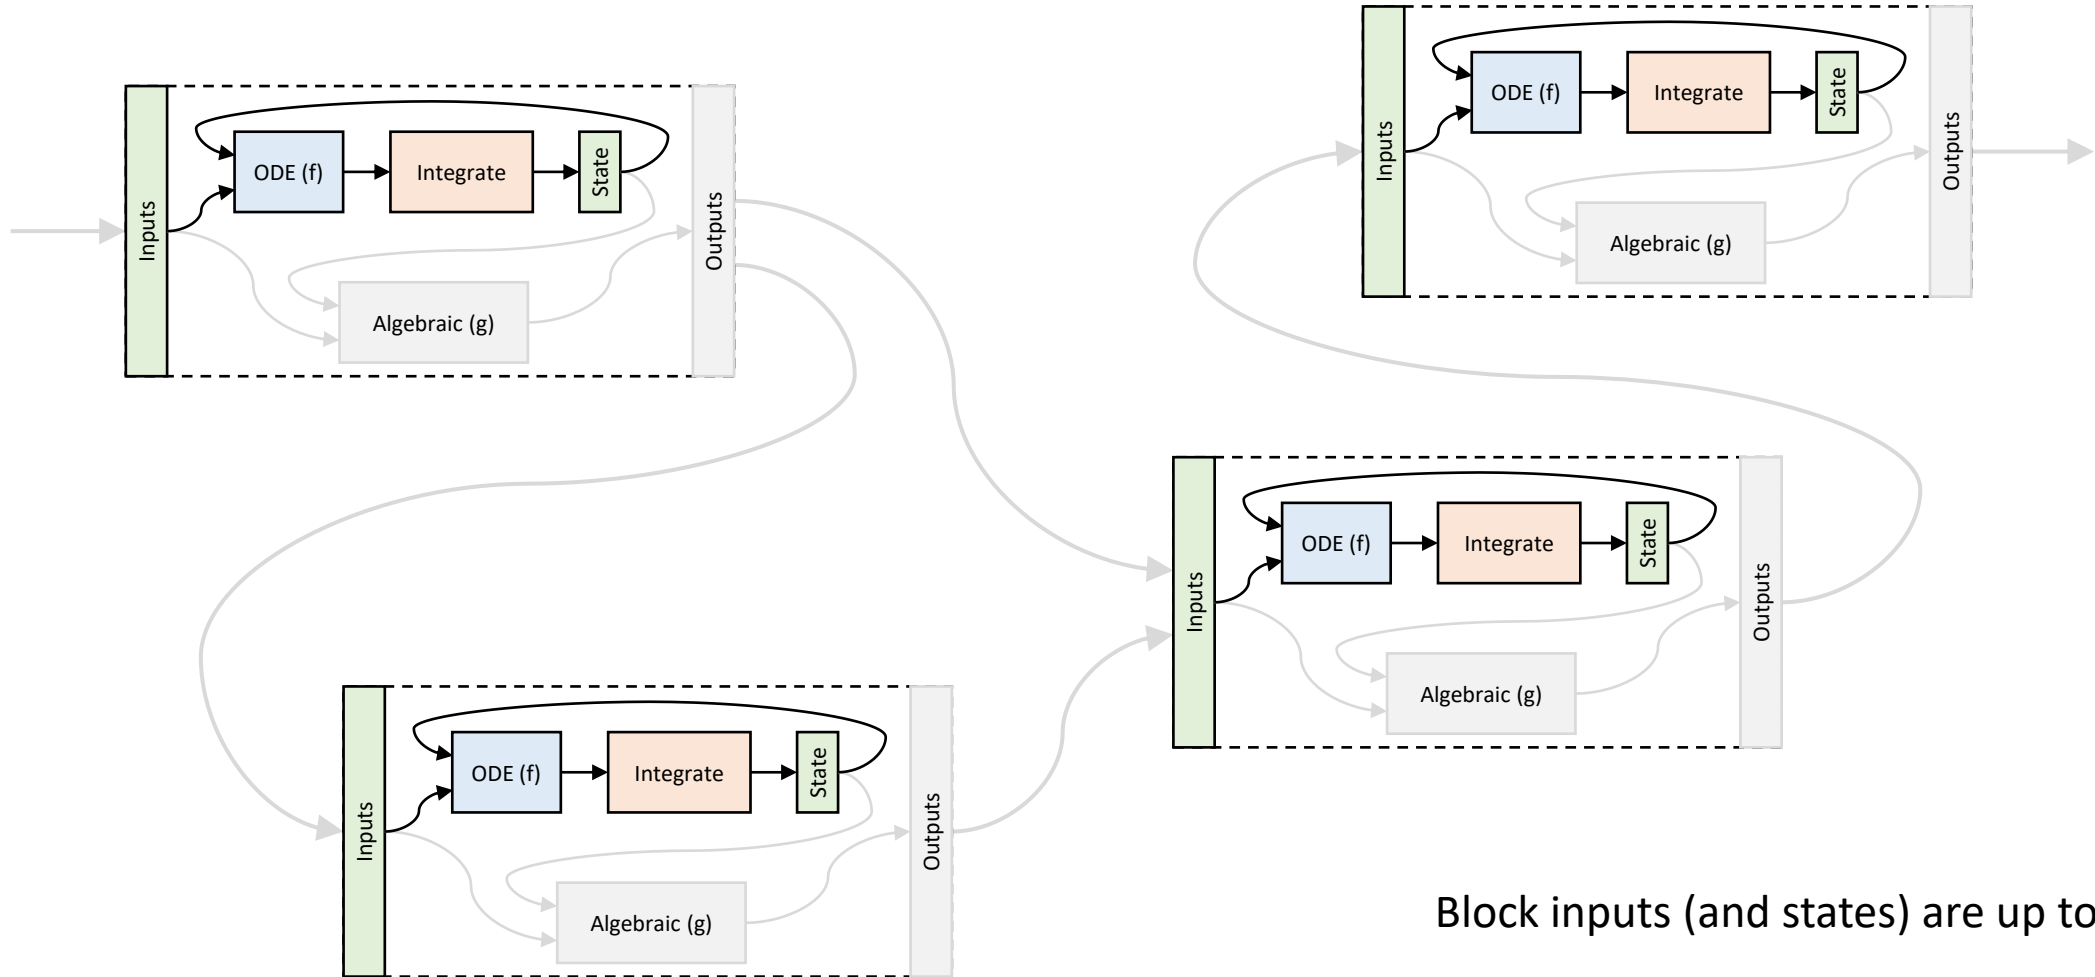 Inputs
ODE (f)
Integrate
State
Algebraic (g)
Outputs
Inputs
ODE (f)
Integrate
State
Algebraic (g)
Outputs
Inputs
ODE (f)
Integrate
State
Algebraic (g)
Outputs
Inputs
ODE (f)
Integrate
State
Algebraic (g)
Outputs
Block inputs (and states) are up to